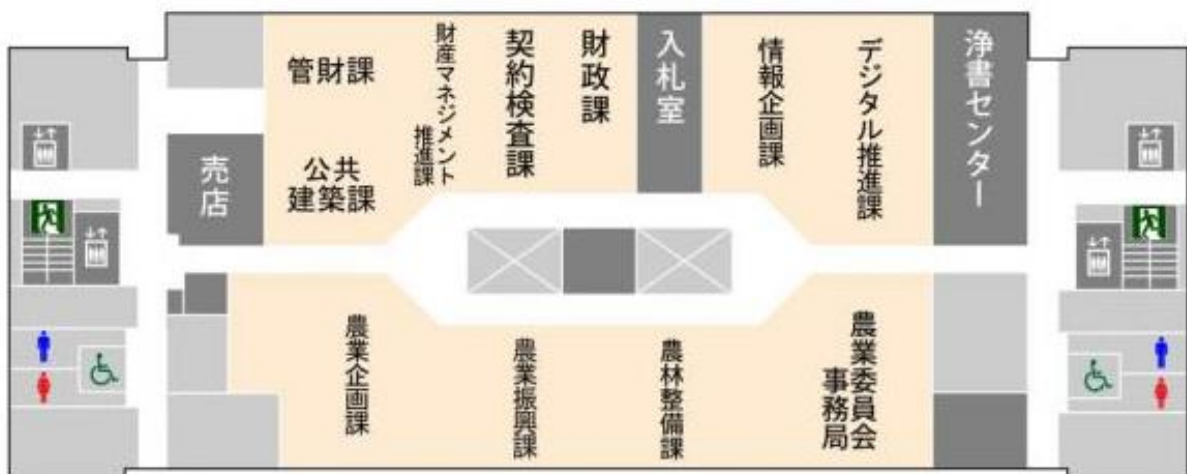 管財課
公共
建築課
財産マネジメント
推進課
契約検査課
財政課
入札室
情報企画課
デジタル推進課
浄書センター
売店
農業企画課
農業振興課
農林整備課
農業委員会
事務局